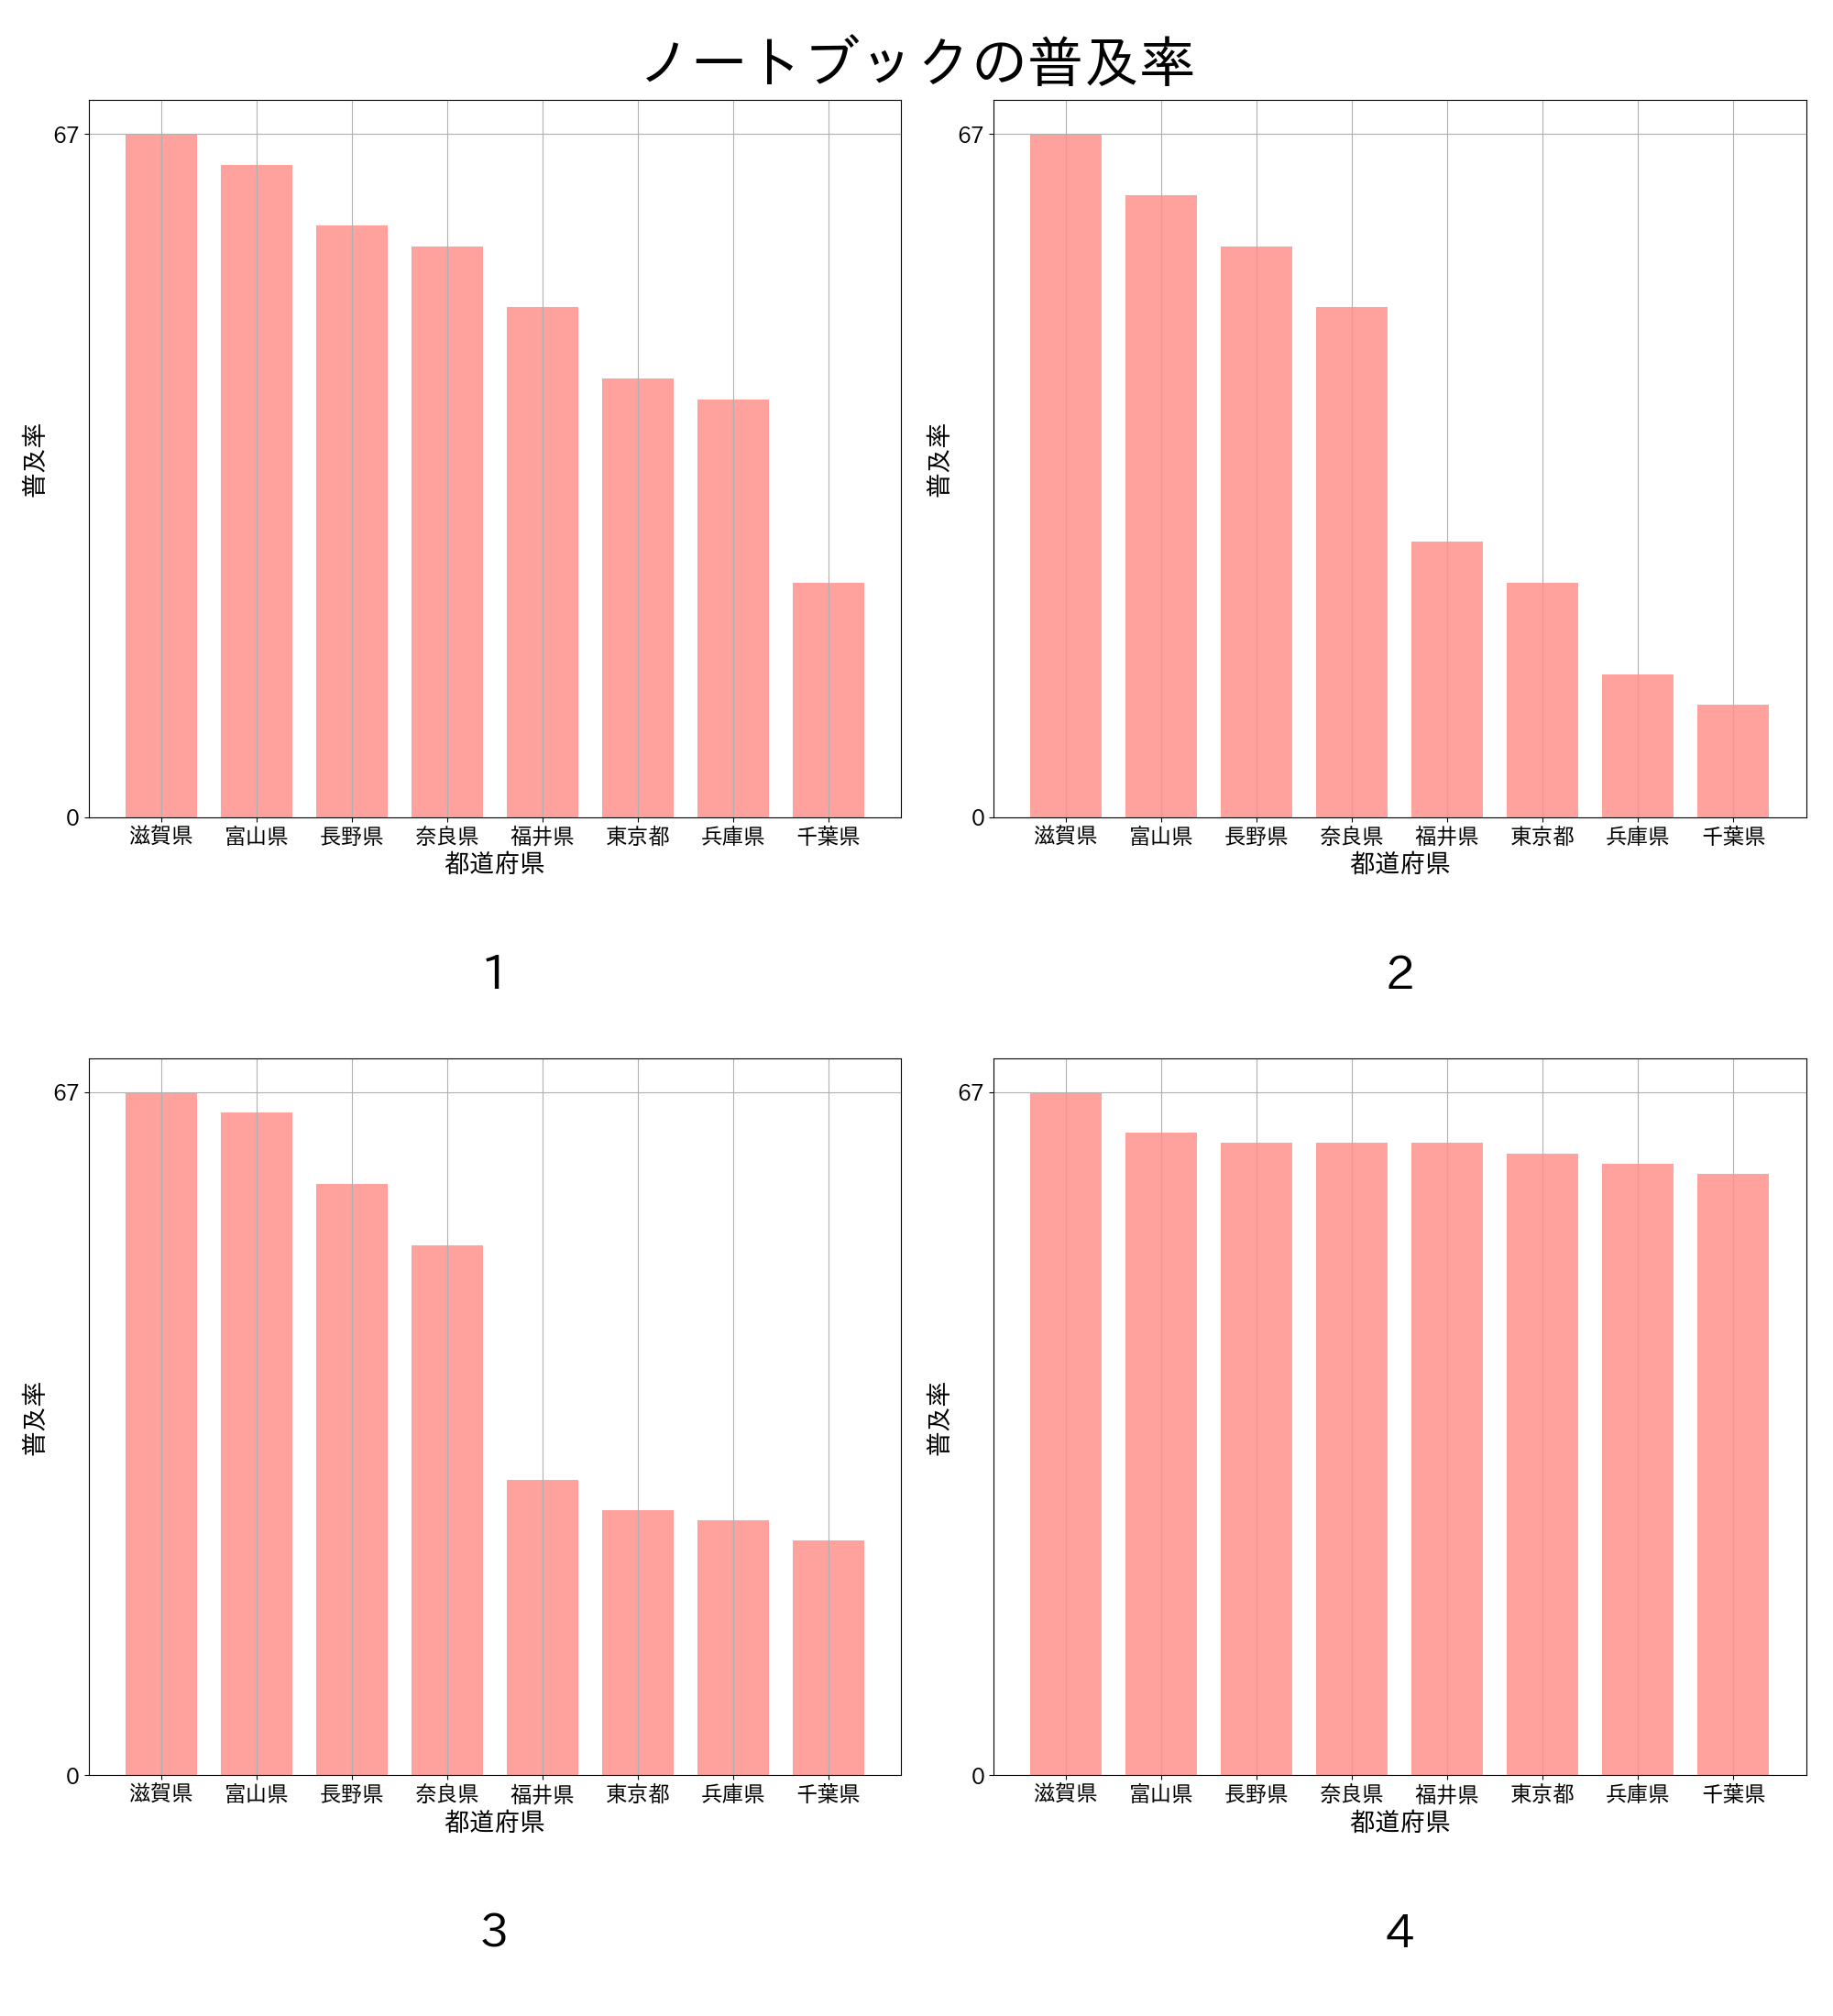 ノートブックの普及率
67
0
普及率
滋賀県 富山県 長野県 奈良県 福井県 東京都 兵庫県 千葉県
都道府県
1
67
0
普及率
滋賀県 富山県 長野県 奈良県 福井県 東京都 兵庫県 千葉県
都道府県
2
67
0
普及率
滋賀県 富山県 長野県 奈良県 福井県 東京都 兵庫県 千葉県
都道府県
3
67
0
普及率
滋賀県 富山県 長野県 奈良県 福井県 東京都 兵庫県 千葉県
都道府県
4